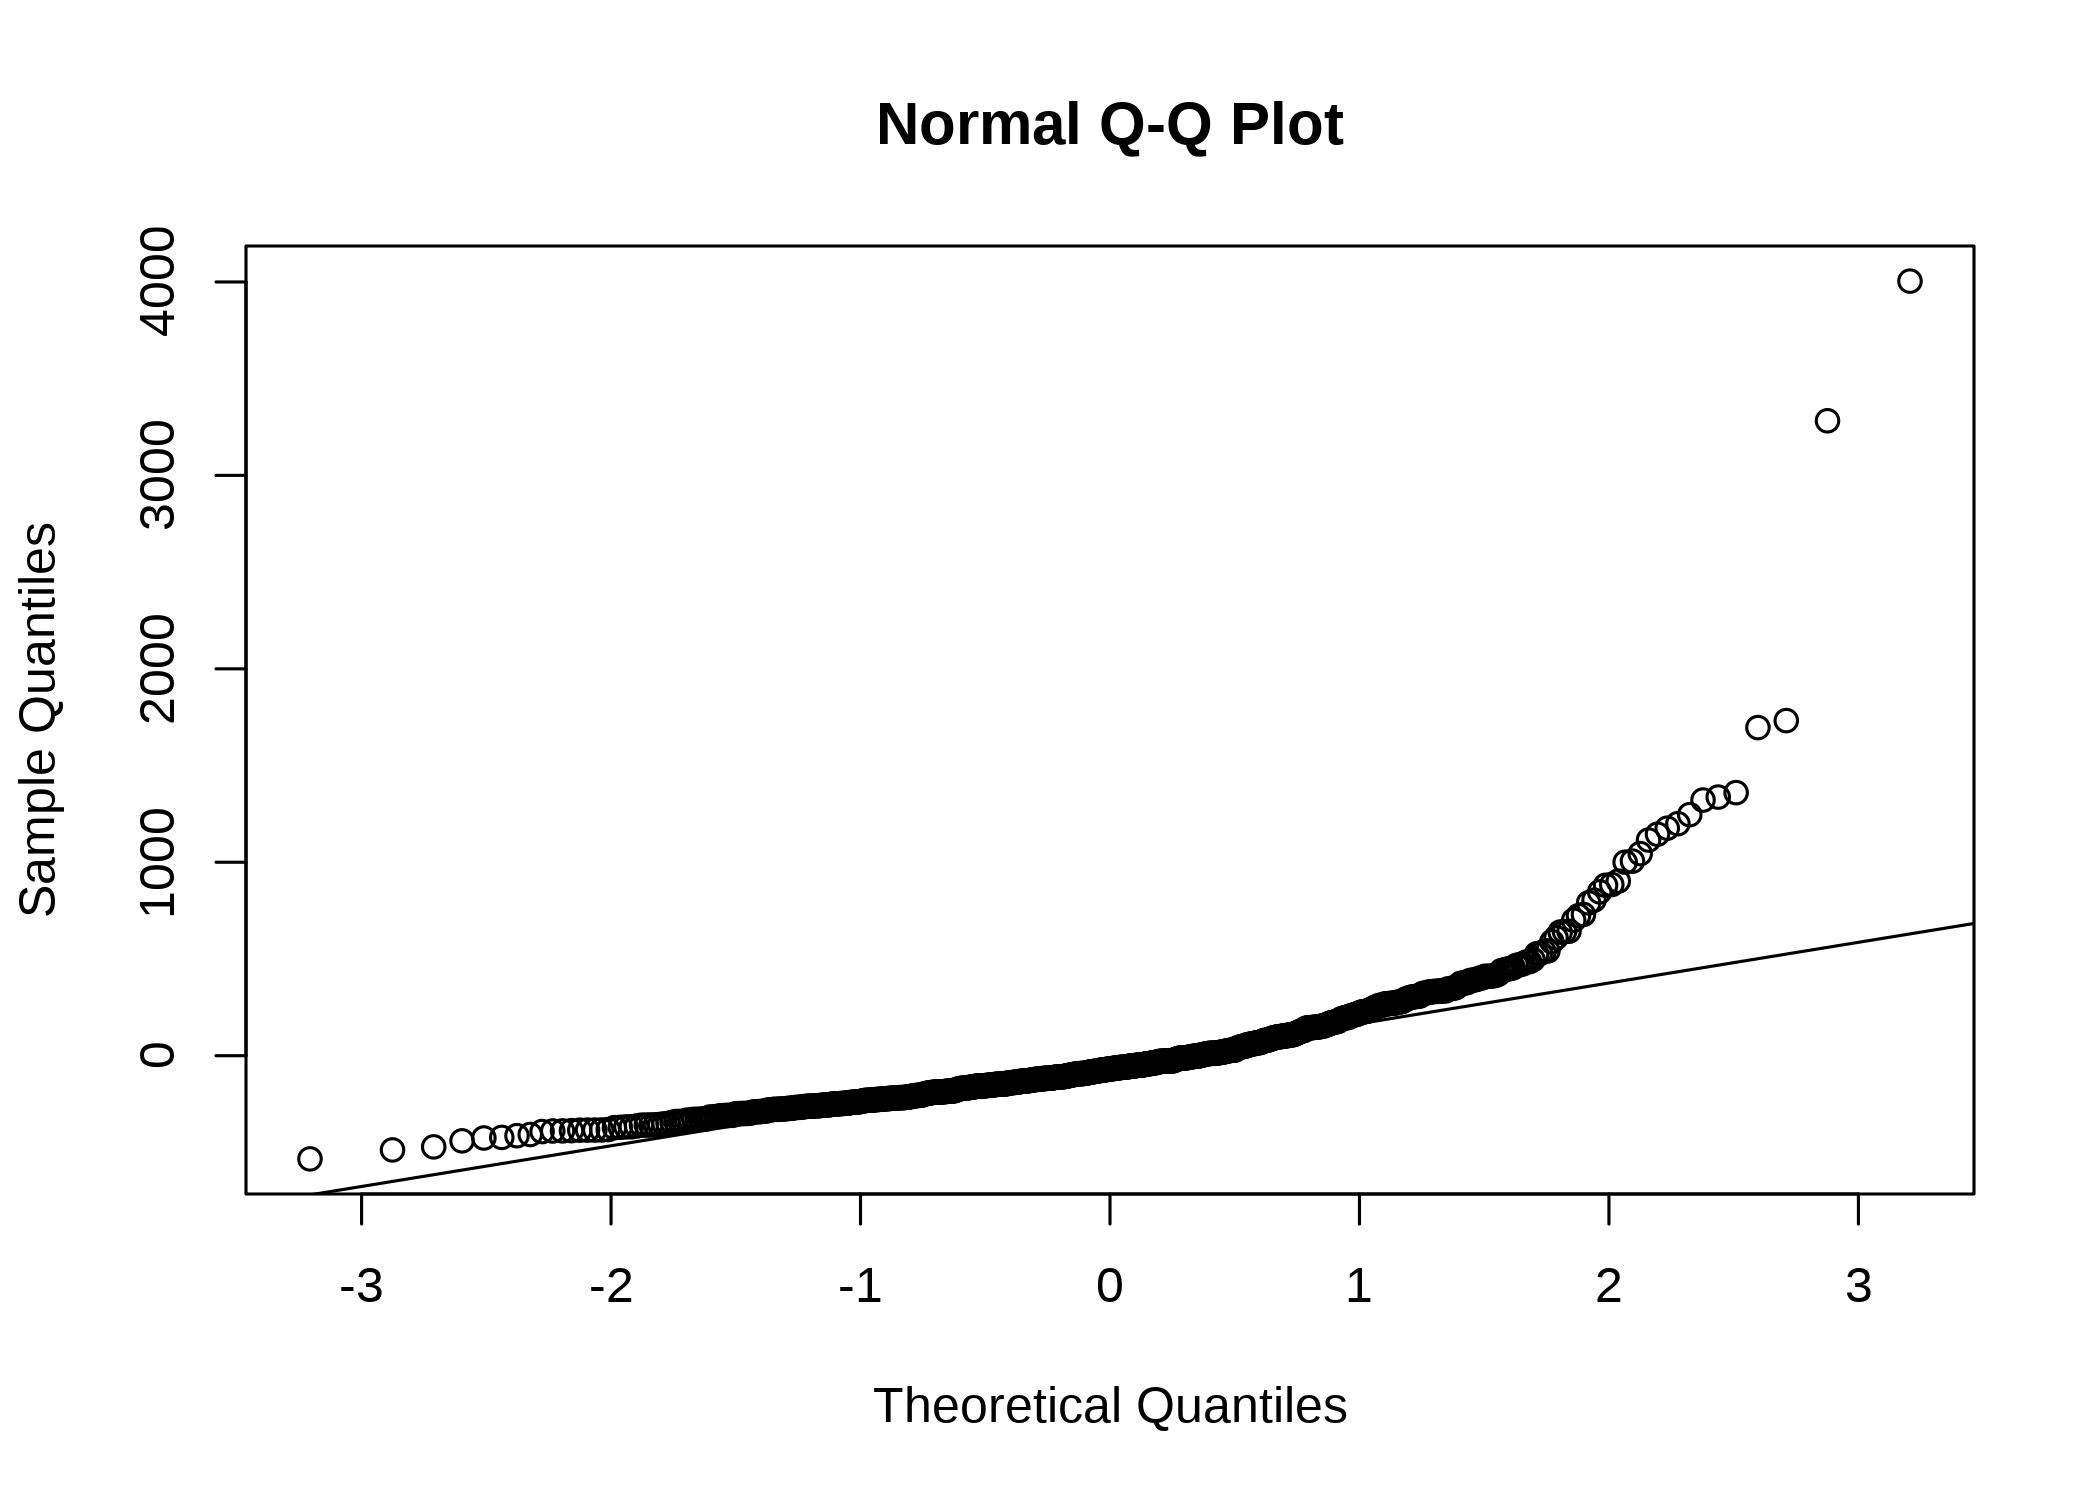 Normal Q-Q Plot
4000
3000
2000
1000
0
Sample Quantiles
-3 -2 -1 0 1 2 3
Theoretical Quantiles